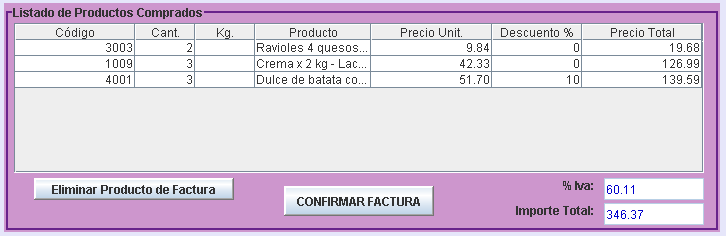 Listado de Productos Comprados
Código Cant. Kg. Producto Precio Unit. Descuento % Precio Total
3003 2 Ravioles 4 quesos... 9.84 0 19.68
1009 3 Crema x 2 kg - Lac... 42.33 0 126.99
4001 3 Dulce de batata co... 51.70 10 139.59
Eliminar Producto de Factura
CONFIRMAR FACTURA
% Iva: 60.11
Importe Total: 346.37